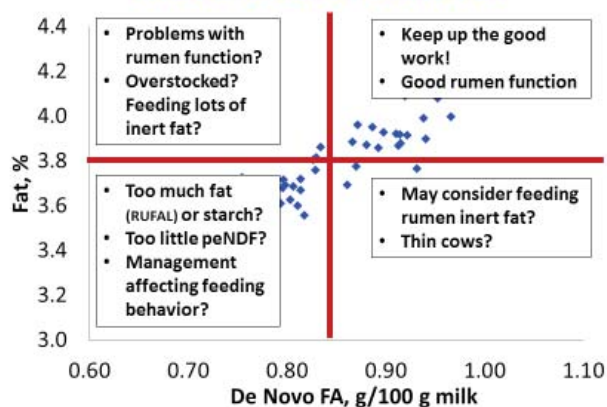 4.4
4.2
4.0
3.8
3.6
3.4
3.2
3.0
Fat, %
• Problems with
rumen function?
• Overstocked?
Feeding lots of
inert fat?
• Keep up the good
work!
• Good rumen function
• Too much fat
(RUFAL) or starch?
• Too little peNDF?
• Management
affecting feeding
behavior?
• May consider feeding
rumen inert fat?
• Thin cows?
0.60 0.70 0.80 0.90 1.00 1.10
De Novo FA, g/100 g milk